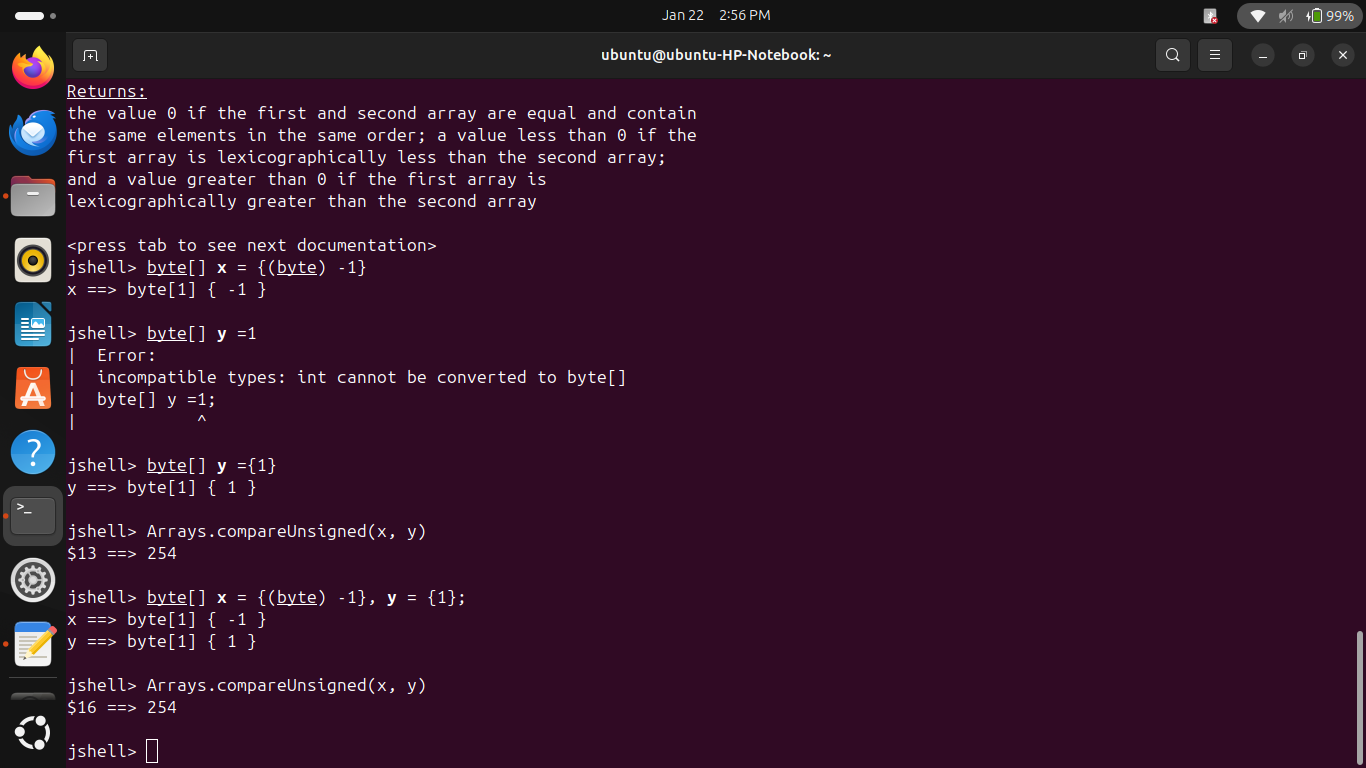 Jan 22 2:56 PM
99%
ubuntu@ubuntu-HP-Notebook: ~
Returns:
the value 0 if the first and second array are equal and contain
the same elements in the same order; a value less than 0 if the
first array is lexicographically less than the second array;
and a value greater than 0 if the first array is
lexicographically greater than the second array
<press tab to see next documentation>
jshell> byte[] x = {(byte) -1}
x ==> byte[1] { -1 }
jshell> byte[] y =1
|  Error:
|  incompatible types: int cannot be converted to byte[]
|  byte[] y =1;
|            ^
jshell> byte[] y ={1}
y ==> byte[1] { 1 }
jshell> Arrays.compareUnsigned(x, y)
$13 ==> 254
jshell> byte[] x = {(byte) -1}, y = {1};
x ==> byte[1] { -1 }
y ==> byte[1] { 1 }
jshell> Arrays.compareUnsigned(x, y)
$16 ==> 254
jshell>